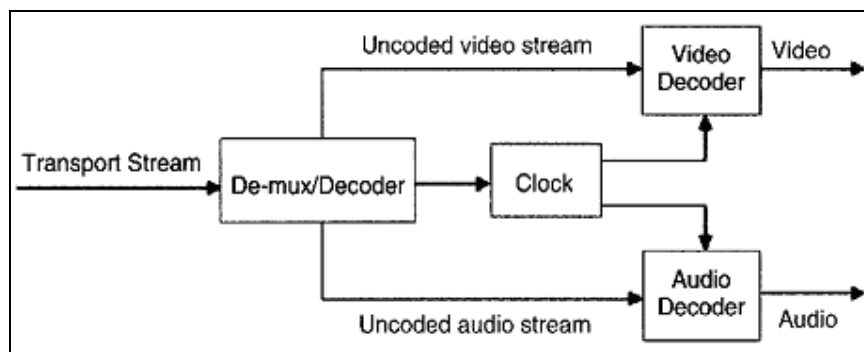 Uncoded video stream
Video
Decoder
Video
Transport Stream
De-mux/Decoder
Clock
Audio
Decoder
Uncoded audio stream
Audio